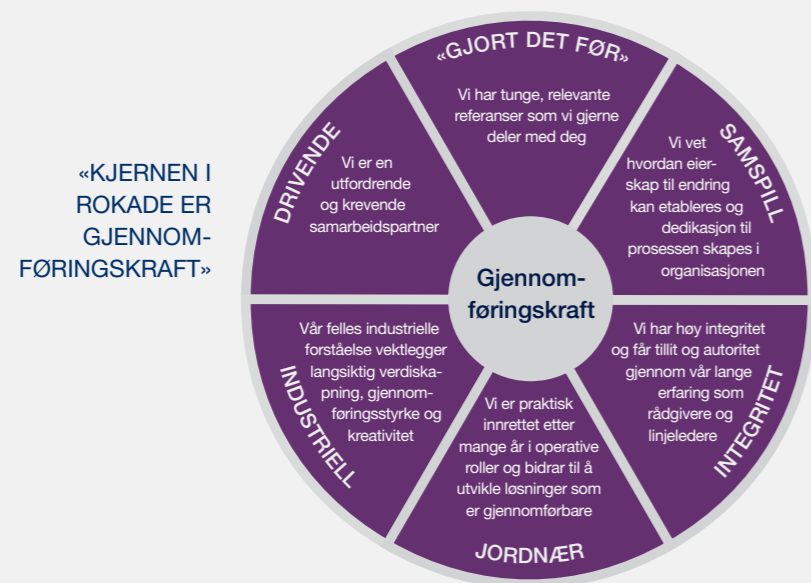 «KJERNEN I
ROKADE ER
GJENNOM-
FØRINGSKRAFT»
«GJORT DET FØR»
Vi har tunge, relevante
referanser som vi gjerne
deler med deg
SAMSPILL
Vi vet
hvordan eier-
skap til endring
kan etableres og
dedikasjon til
prosessen skapes i
organisasjonen
INTEGRITET
Vi har høy integritet
og får tillit og autoritet
gjennom vår lange
erfaring som
rådgivere og
linjeledere
JORDNÆR
Vi er praktisk
innrettet etter
mange år i operative
roller og bidrar til å
utvikle løsninger som
er gjennomførbare
INDUSTRIELL
Vår felles industrielle
forståelse vektlegger
langsiktig verdiska-
pning, gjennom-
føringsstyrke og
kreativitet
DRIVENDE
Vi er en
utfordrende
og krevende
samarbeidspartner
Gjennom-
føringskraft